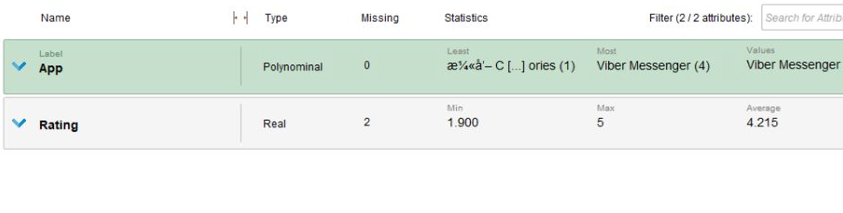 Name Type Missing Statistics Filter (2 / 2 attributes): Search for Attrib
Label Least Most Values
App Polynominal 0 æ¼«å'– C [...] ories (1) Viber Messenger (4) Viber Messenger
Min Max Average
Rating Real 2 1.900 5 4.215